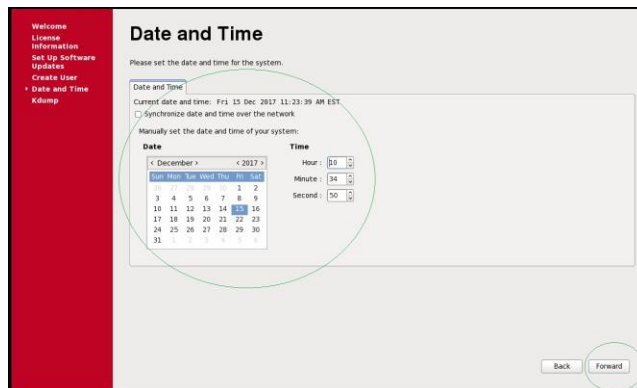 Welcome
License
Information
Set Up Software
Updates
Create User
Date and Time
Kdump
Date and Time
Please set the date and time for the system.
Date and Time
Current date and time: Fri 15 Dec 2017 11:23:39 AM EST
Synchronize date and time over the network
Manually set the date and time of your system:
Date
Time
< December > < 2017 >
Sun Mon Tue Wed Thu Fri Sat
26 27 28 29 30 1 2
3 4 5 6 7 8 9
10 11 12 13 14 15 16
17 18 19 20 21 22 23
24 25 26 27 28 29 30
31 1 2 3 4 5 6
Hour : 10
Minute : 34
Second : 50
Back Forward